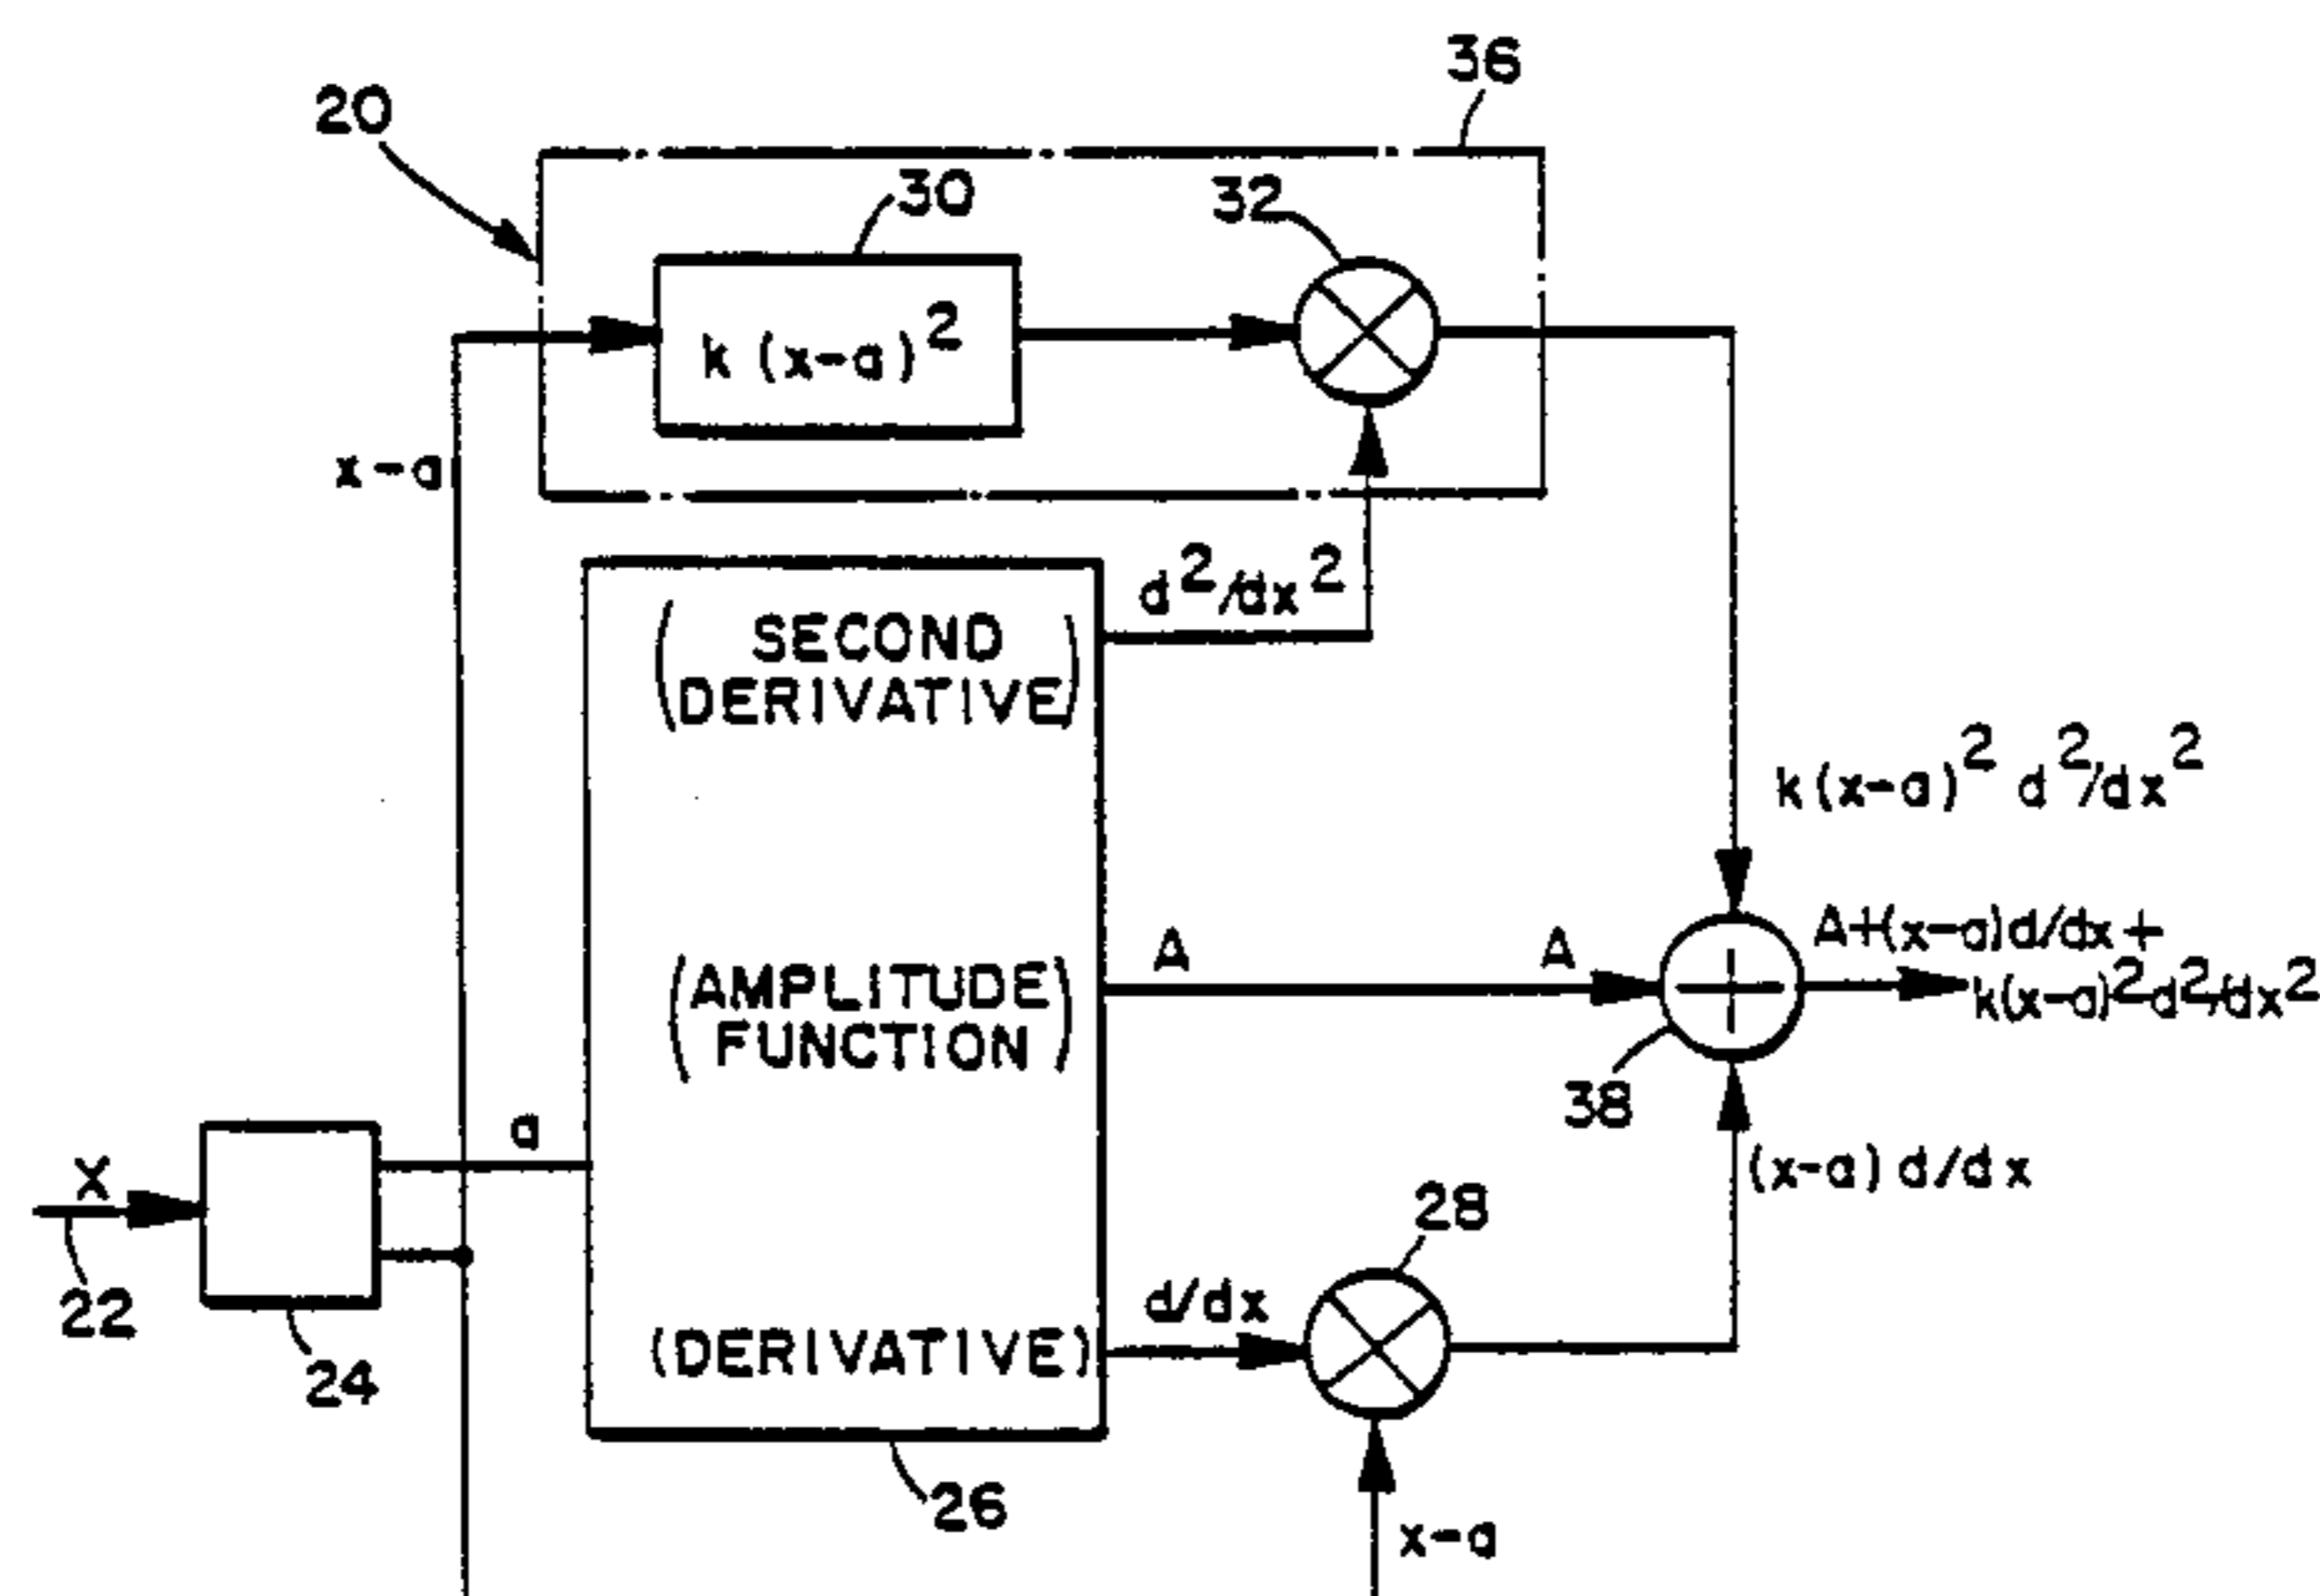 36
20
30
32
k (x-a)²
x-a
d²/dx²
(SECOND
DERIVATIVE)
k(x-a)² d²/dx²
A
A
A+(x-a)d/dx+
k(x-a)²d²/dx²
(AMPLITUDE
FUNCTION)
38
a
X
(x-a) d/dx
28
22
d/dx
24
(DERIVATIVE)
26
x-a